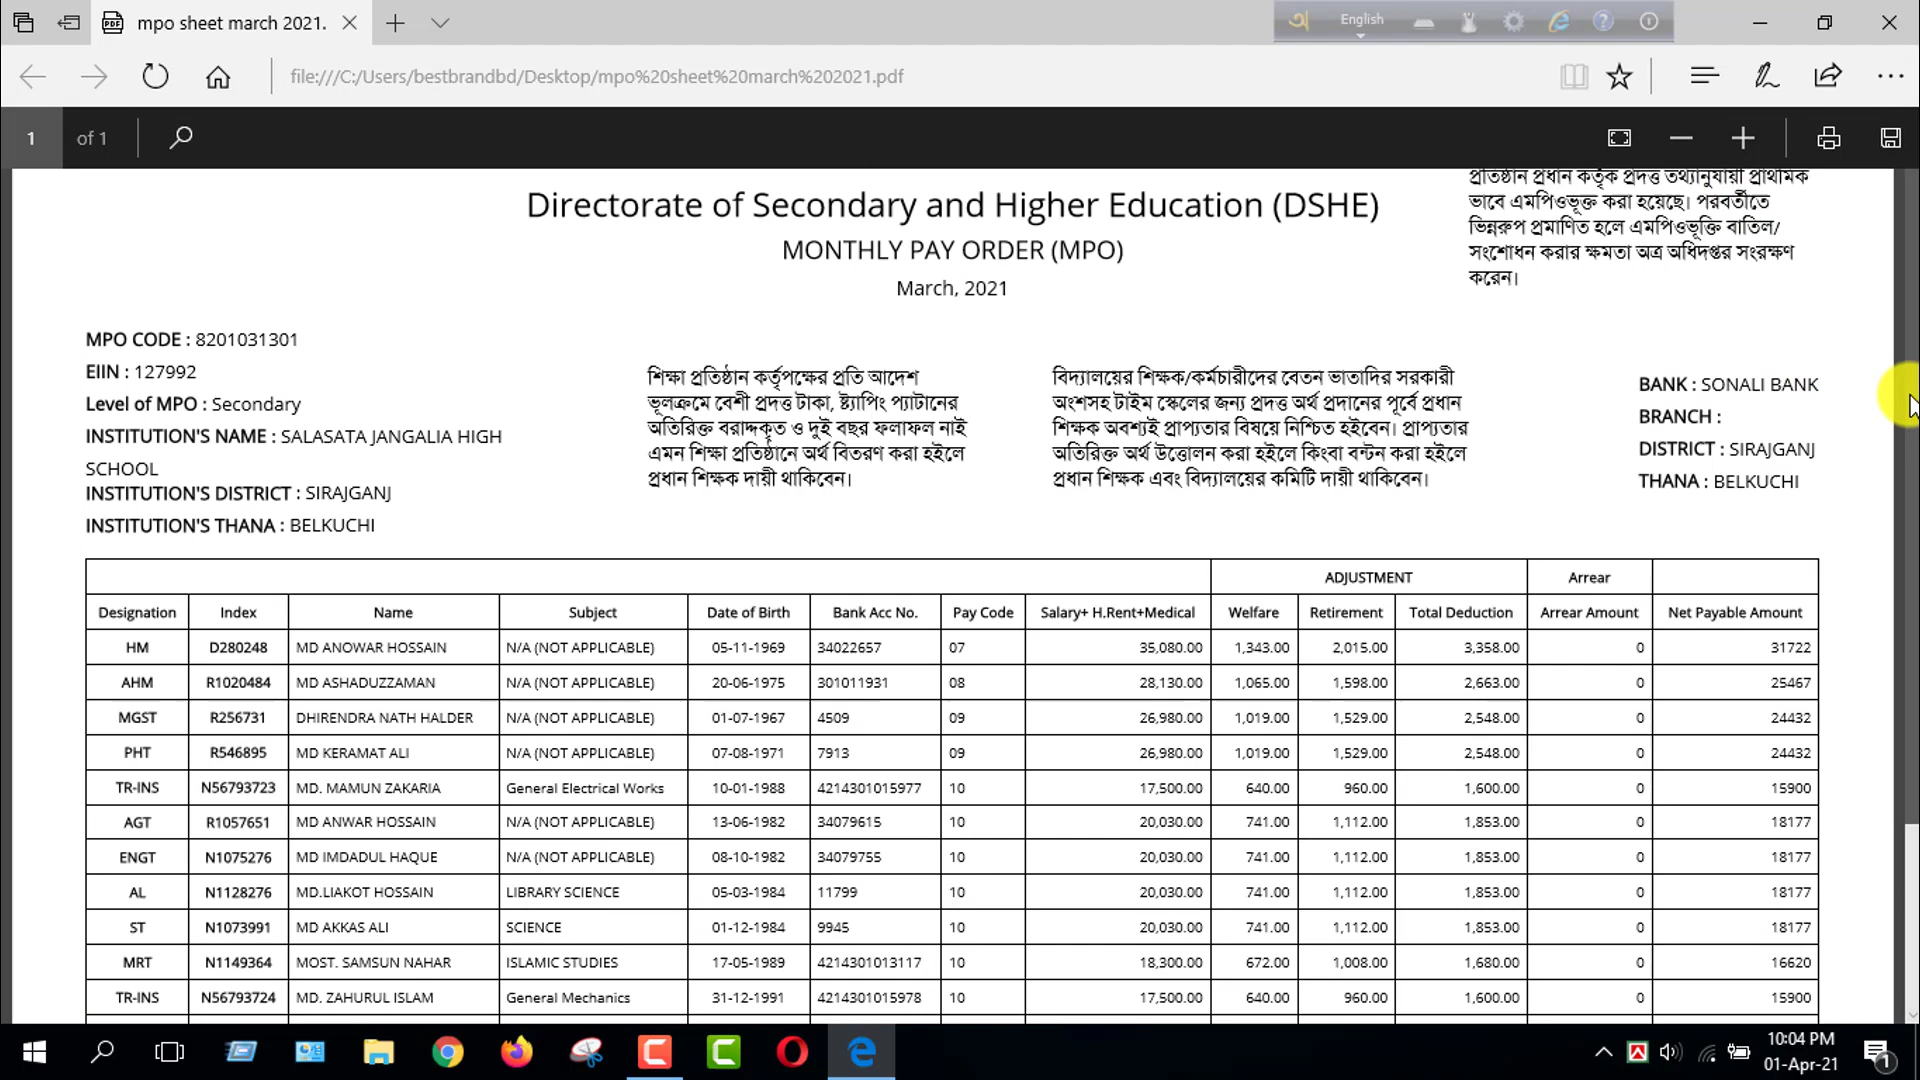 mpo sheet march 2021.
English
file:///C:/Users/bestbrandbd/Desktop/mpo%20sheet%20march%202021.pdf
1 of 1
Directorate of Secondary and Higher Education (DSHE)
MONTHLY PAY ORDER (MPO)
March, 2021
প্রতিষ্ঠান প্রধান কর্তৃক প্রদত্ত তথ্যানুযায়ী প্রাথমিক
ভাবে এমপিওভূক্ত করা হয়েছে। পরবর্তীতে
ভিন্নরুপ প্রমাণিত হলে এমপিওভূক্তি বাতিল/
সংশোধন করার ক্ষমতা অত্র অধিদপ্তর সংরক্ষণ
করেন।
MPO CODE : 8201031301
EIIN : 127992
Level of MPO : Secondary
INSTITUTION'S NAME : SALASATA JANGALIA HIGH
SCHOOL
INSTITUTION'S DISTRICT : SIRAJGANJ
INSTITUTION'S THANA : BELKUCHI
শিক্ষা প্রতিষ্ঠান কর্তৃপক্ষের প্রতি আদেশ
ভূলক্রমে বেশী প্রদত্ত টাকা, ষ্ট্যাপিং প্যাটানের
অতিরিক্ত বরাদ্দকৃত ও দুই বছর ফলাফল নাই
এমন শিক্ষা প্রতিষ্ঠানে অর্থ বিতরণ করা হইলে
প্রধান শিক্ষক দায়ী থাকিবেন।
বিদ্যালয়ের শিক্ষক/কর্মচারীদের বেতন ভাতাদির সরকারী
অংশসহ টাইম স্কেলের জন্য প্রদত্ত অর্থ প্রদানের পূর্বে প্রধান
শিক্ষক অবশ্যই প্রাপ্যতার বিষয়ে নিশ্চিত হইবেন। প্রাপ্যতার
অতিরিক্ত অর্থ উত্তোলন করা হইলে কিংবা বন্টন করা হইলে
প্রধান শিক্ষক এবং বিদ্যালয়ের কমিটি দায়ী থাকিবেন।
BANK : SONALI BANK
BRANCH :
DISTRICT : SIRAJGANJ
THANA : BELKUCHI
ADJUSTMENT Arrear
Designation Index Name Subject Date of Birth Bank Acc No. Pay Code Salary+ H.Rent+Medical Welfare Retirement Total Deduction Arrear Amount Net Payable Amount
HM D280248 MD ANOWAR HOSSAIN N/A (NOT APPLICABLE) 05-11-1969 34022657 07 35,080.00 1,343.00 2,015.00 3,358.00 0 31722
AHM R1020484 MD ASHADUZZAMAN N/A (NOT APPLICABLE) 20-06-1975 301011931 08 28,130.00 1,065.00 1,598.00 2,663.00 0 25467
MGST R256731 DHIRENDRA NATH HALDER N/A (NOT APPLICABLE) 01-07-1967 4509 09 26,980.00 1,019.00 1,529.00 2,548.00 0 24432
PHT R546895 MD KERAMAT ALI N/A (NOT APPLICABLE) 07-08-1971 7913 09 26,980.00 1,019.00 1,529.00 2,548.00 0 24432
TR-INS N56793723 MD. MAMUN ZAKARIA General Electrical Works 10-01-1988 4214301015977 10 17,500.00 640.00 960.00 1,600.00 0 15900
AGT R1057651 MD ANWAR HOSSAIN N/A (NOT APPLICABLE) 13-06-1982 34079615 10 20,030.00 741.00 1,112.00 1,853.00 0 18177
ENGT N1075276 MD IMDADUL HAQUE N/A (NOT APPLICABLE) 08-10-1982 34079755 10 20,030.00 741.00 1,112.00 1,853.00 0 18177
AL N1128276 MD.LIAKOT HOSSAIN LIBRARY SCIENCE 05-03-1984 11799 10 20,030.00 741.00 1,112.00 1,853.00 0 18177
ST N1073991 MD AKKAS ALI SCIENCE 01-12-1984 9945 10 20,030.00 741.00 1,112.00 1,853.00 0 18177
MRT N1149364 MOST. SAMSUN NAHAR ISLAMIC STUDIES 17-05-1989 4214301013117 10 18,300.00 672.00 1,008.00 1,680.00 0 16620
TR-INS N56793724 MD. ZAHURUL ISLAM General Mechanics 31-12-1991 4214301015978 10 17,500.00 640.00 960.00 1,600.00 0 15900
10:04 PM
01-Apr-21
1